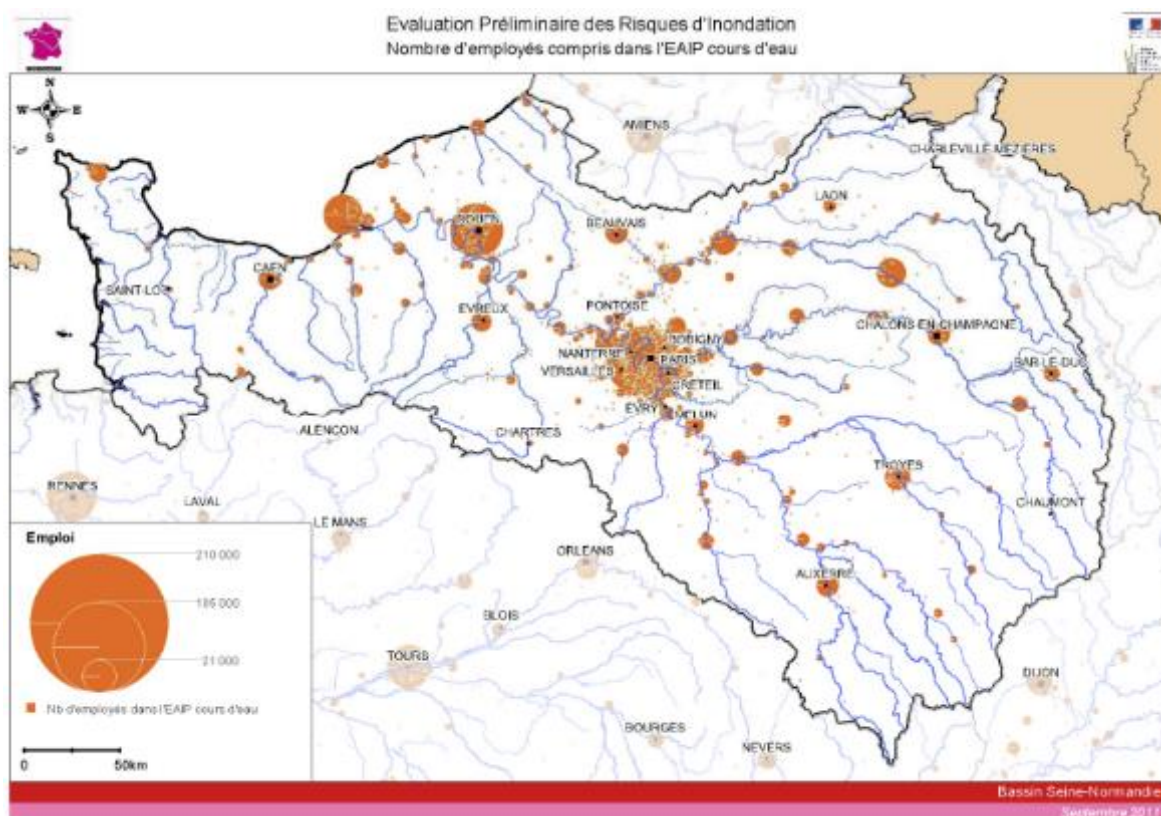 Evaluation Préliminaire des Risques d'Inondation
Nombre d'employés compris dans l'EAIP cours d'eau
N
W E
S
AMIENS
CHARLEVILLE-MEZIERES
LAON
ROUEN
BEAUVAIS
CAEN
SAINT-LO
EVREUX
PONTOISE
CHALONS-EN-CHAMPAGNE
BOBIGNY
NANTERRE
PARIS
VERSAILLES
BAR-LE-DUC
CRETEIL
EVRY
MELUN
ALENCON
CHARTRES
TROYES
RENNES
LAVAL
CHAUMONT
LE MANS
ORLEANS
AUXERRE
BLOIS
TOURS
DIJON
BOURGES
NEVERS
Emploi
210 000
105 000
21 000
Nb d'employés dans l'EAIP cours d'eau
0 50km
Bassin Seine-Normandie
Septembre 2011